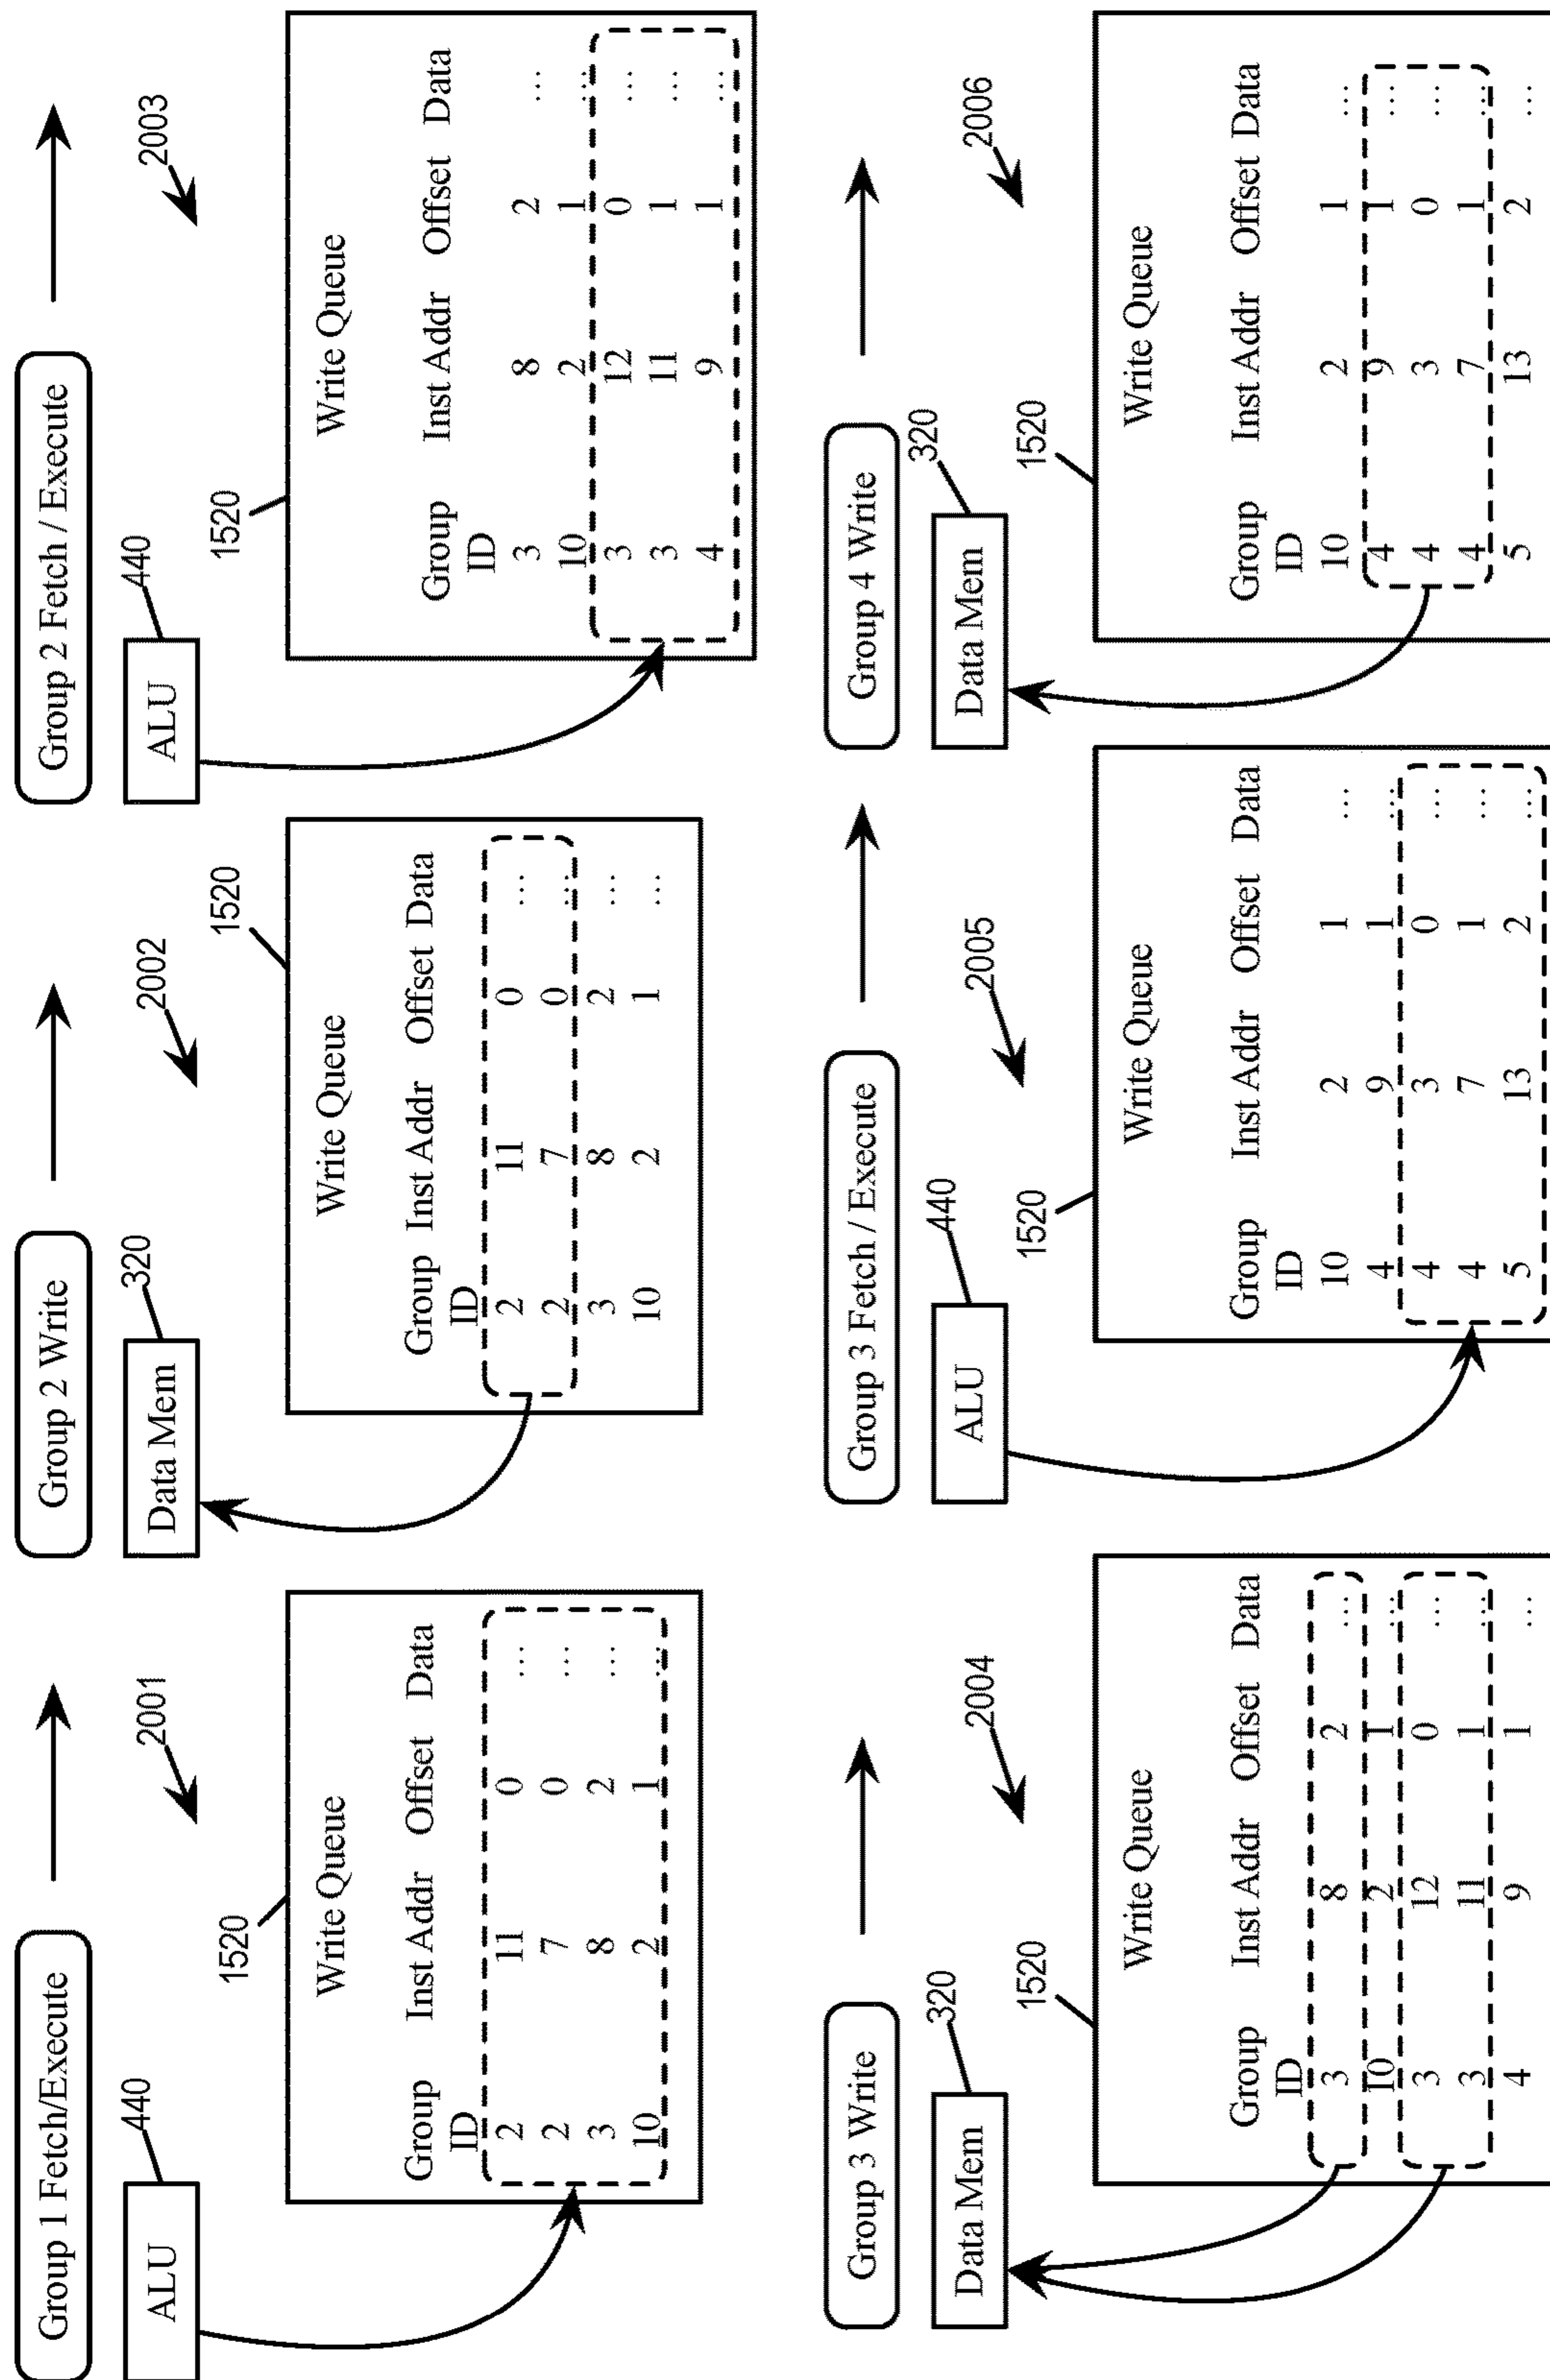 Group 1 Fetch/Execute
ALU
440
2001
1520
Write Queue
Group ID Inst Addr Offset Data
2 11 0 ...
2 7 0 ...
3 8 2 ...
10 2 1 ...
Group 2 Write
Data Mem
320
2002
1520
Write Queue
Group ID Inst Addr Offset Data
2 11 0 ...
2 7 0 ...
3 8 2 ...
10 2 1 ...
Group 2 Fetch / Execute
ALU
440
2003
1520
Write Queue
Group ID Inst Addr Offset Data
3 8 2 ...
10 2 1 ...
3 12 0 ...
3 11 1 ...
4 9 1 ...
Group 3 Write
Data Mem
320
2004
1520
Write Queue
Group ID Inst Addr Offset Data
3 8 2 ...
10 2 1 ...
3 12 0 ...
3 11 1 ...
4 9 1 ...
Group 3 Fetch / Execute
ALU
440
2005
1520
Write Queue
Group ID Inst Addr Offset Data
10 2 1 ...
4 9 1 ...
4 3 0 ...
4 7 1 ...
5 13 2 ...
Group 4 Write
Data Mem
320
2006
1520
Write Queue
Group ID Inst Addr Offset Data
10 2 1 ...
4 9 1 ...
4 3 0 ...
4 7 1 ...
5 13 2 ...